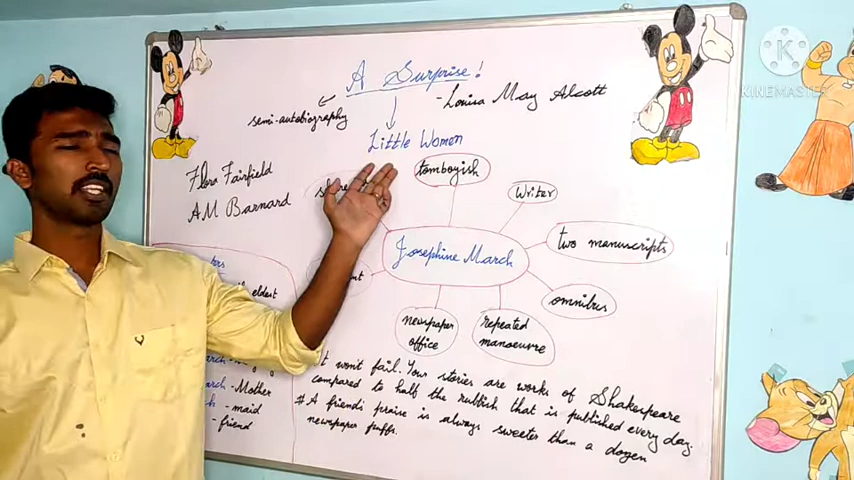 A Surprise!
- Louisa May Alcott
semi-autobiography
Little Women
Flora Fairfield
AM Barnard
tomboyish
Writer
Josephine March
two manuscripts
omnibus
newspaper
office
repeated
manoeuvre
eldest
- Mother
- maid
- friend
It won't fail. Your stories are works of Shakespeare
compared to half the rubbish that is published every day.
# A friend's praise is always sweeter than a dozen
newspaper puffs.
K
KINEMASTER